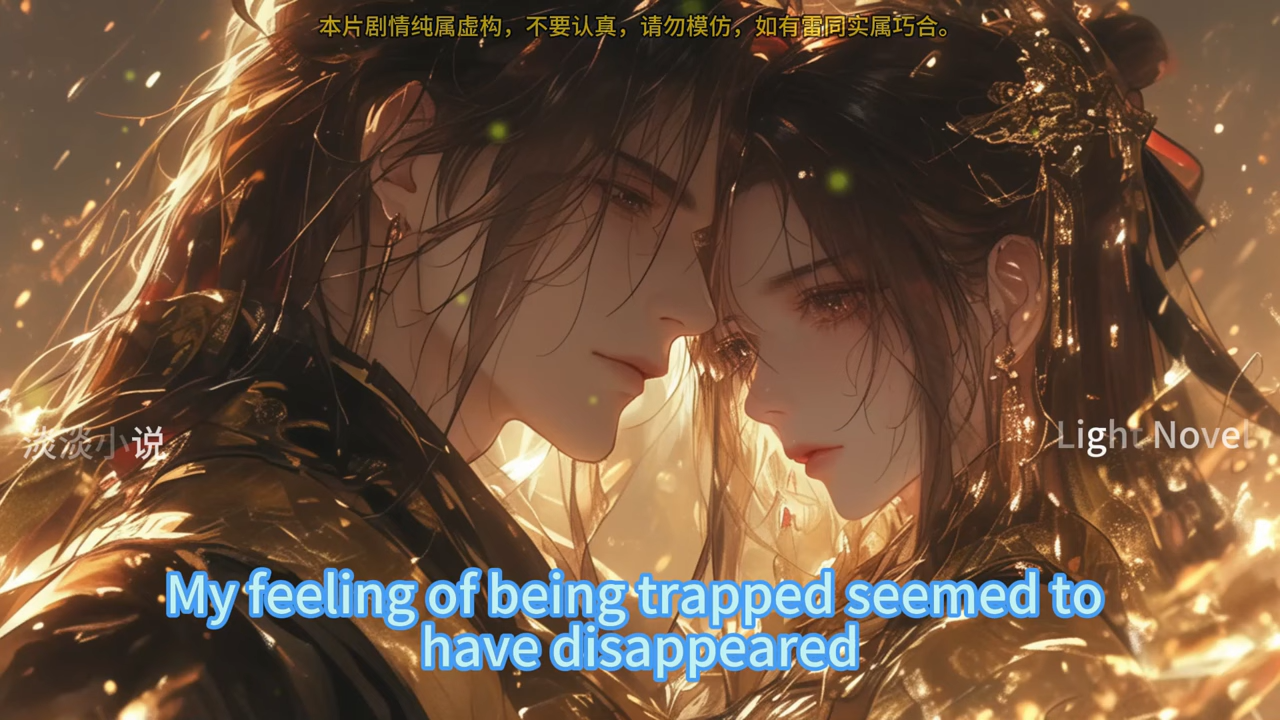 本片剧情纯属虚构，不要认真，请勿模仿，如有雷同实属巧合。
淡淡小说
Light Novel
My feeling of being trapped seemed to
have disappeared